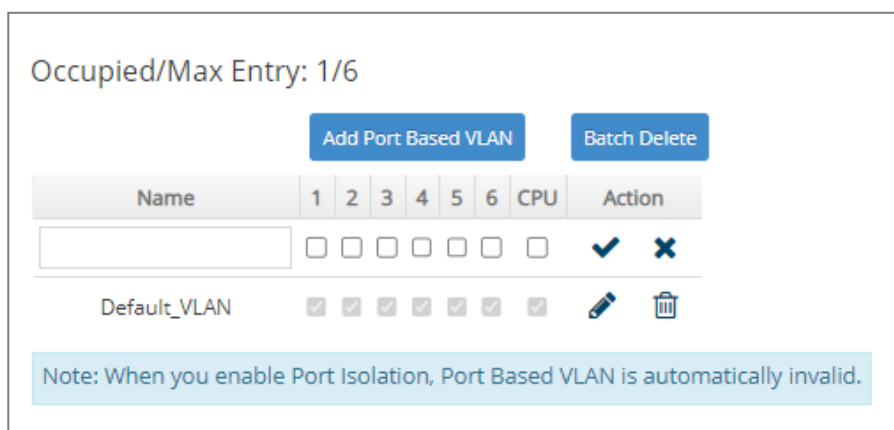 Occupied/Max Entry: 1/6
Add Port Based VLAN Batch Delete
Name 1 2 3 4 5 6 CPU Action
Default_VLAN
Note: When you enable Port Isolation, Port Based VLAN is automatically invalid.